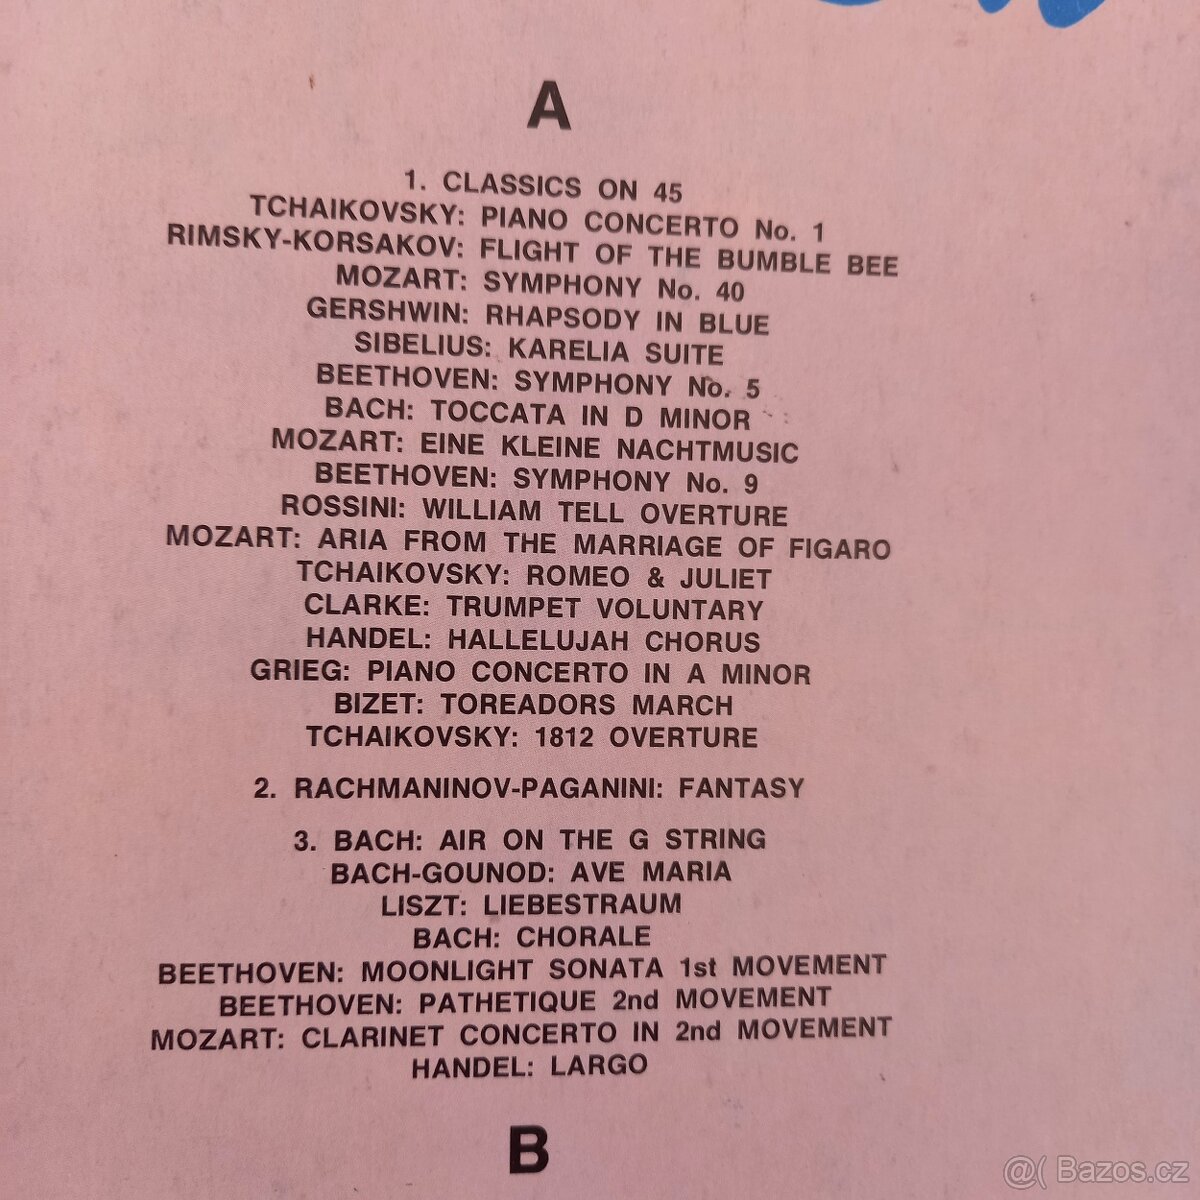 A
1. CLASSICS ON 45
TCHAIKOVSKY: PIANO CONCERTO No. 1
RIMSKY-KORSAKOV: FLIGHT OF THE BUMBLE BEE
MOZART: SYMPHONY No. 40
GERSHWIN: RHAPSODY IN BLUE
SIBELIUS: KARELIA SUITE
BEETHOVEN: SYMPHONY No. 5
BACH: TOCCATA IN D MINOR
MOZART: EINE KLEINE NACHTMUSIC
BEETHOVEN: SYMPHONY No. 9
ROSSINI: WILLIAM TELL OVERTURE
MOZART: ARIA FROM THE MARRIAGE OF FIGARO
TCHAIKOVSKY: ROMEO & JULIET
CLARKE: TRUMPET VOLUNTARY
HANDEL: HALLELUJAH CHORUS
GRIEG: PIANO CONCERTO IN A MINOR
BIZET: TOREADORS MARCH
TCHAIKOVSKY: 1812 OVERTURE
2. RACHMANINOV-PAGANINI: FANTASY
3. BACH: AIR ON THE G STRING
BACH-GOUNOD: AVE MARIA
LISZT: LIEBESTRAUM
BACH: CHORALE
BEETHOVEN: MOONLIGHT SONATA 1st MOVEMENT
BEETHOVEN: PATHETIQUE 2nd MOVEMENT
MOZART: CLARINET CONCERTO IN 2nd MOVEMENT
HANDEL: LARGO
B
@( Bazos.cz